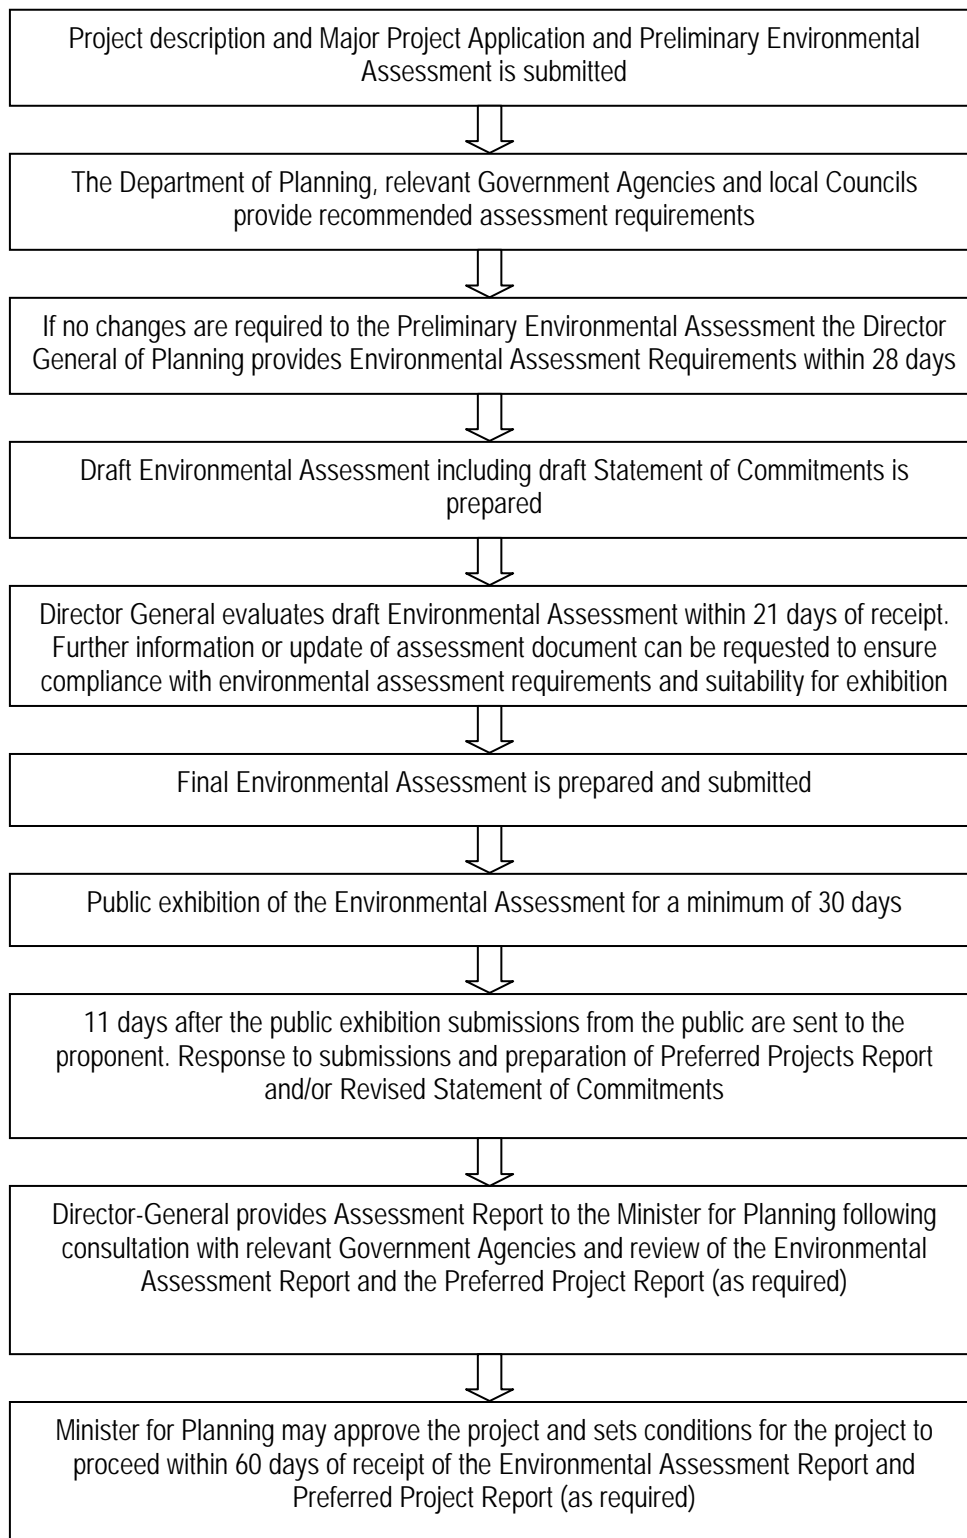 Project description and Major Project Application and Preliminary Environmental
Assessment is submitted
The Department of Planning, relevant Government Agencies and local Councils
provide recommended assessment requirements
If no changes are required to the Preliminary Environmental Assessment the Director
General of Planning provides Environmental Assessment Requirements within 28 days
Draft Environmental Assessment including draft Statement of Commitments is
prepared
Director General evaluates draft Environmental Assessment within 21 days of receipt.
Further information or update of assessment document can be requested to ensure
compliance with environmental assessment requirements and suitability for exhibition
Final Environmental Assessment is prepared and submitted
Public exhibition of the Environmental Assessment for a minimum of 30 days
11 days after the public exhibition submissions from the public are sent to the
proponent. Response to submissions and preparation of Preferred Projects Report
and/or Revised Statement of Commitments
Director-General provides Assessment Report to the Minister for Planning following
consultation with relevant Government Agencies and review of the Environmental
Assessment Report and the Preferred Project Report (as required)
Minister for Planning may approve the project and sets conditions for the project to
proceed within 60 days of receipt of the Environmental Assessment Report and
Preferred Project Report (as required)